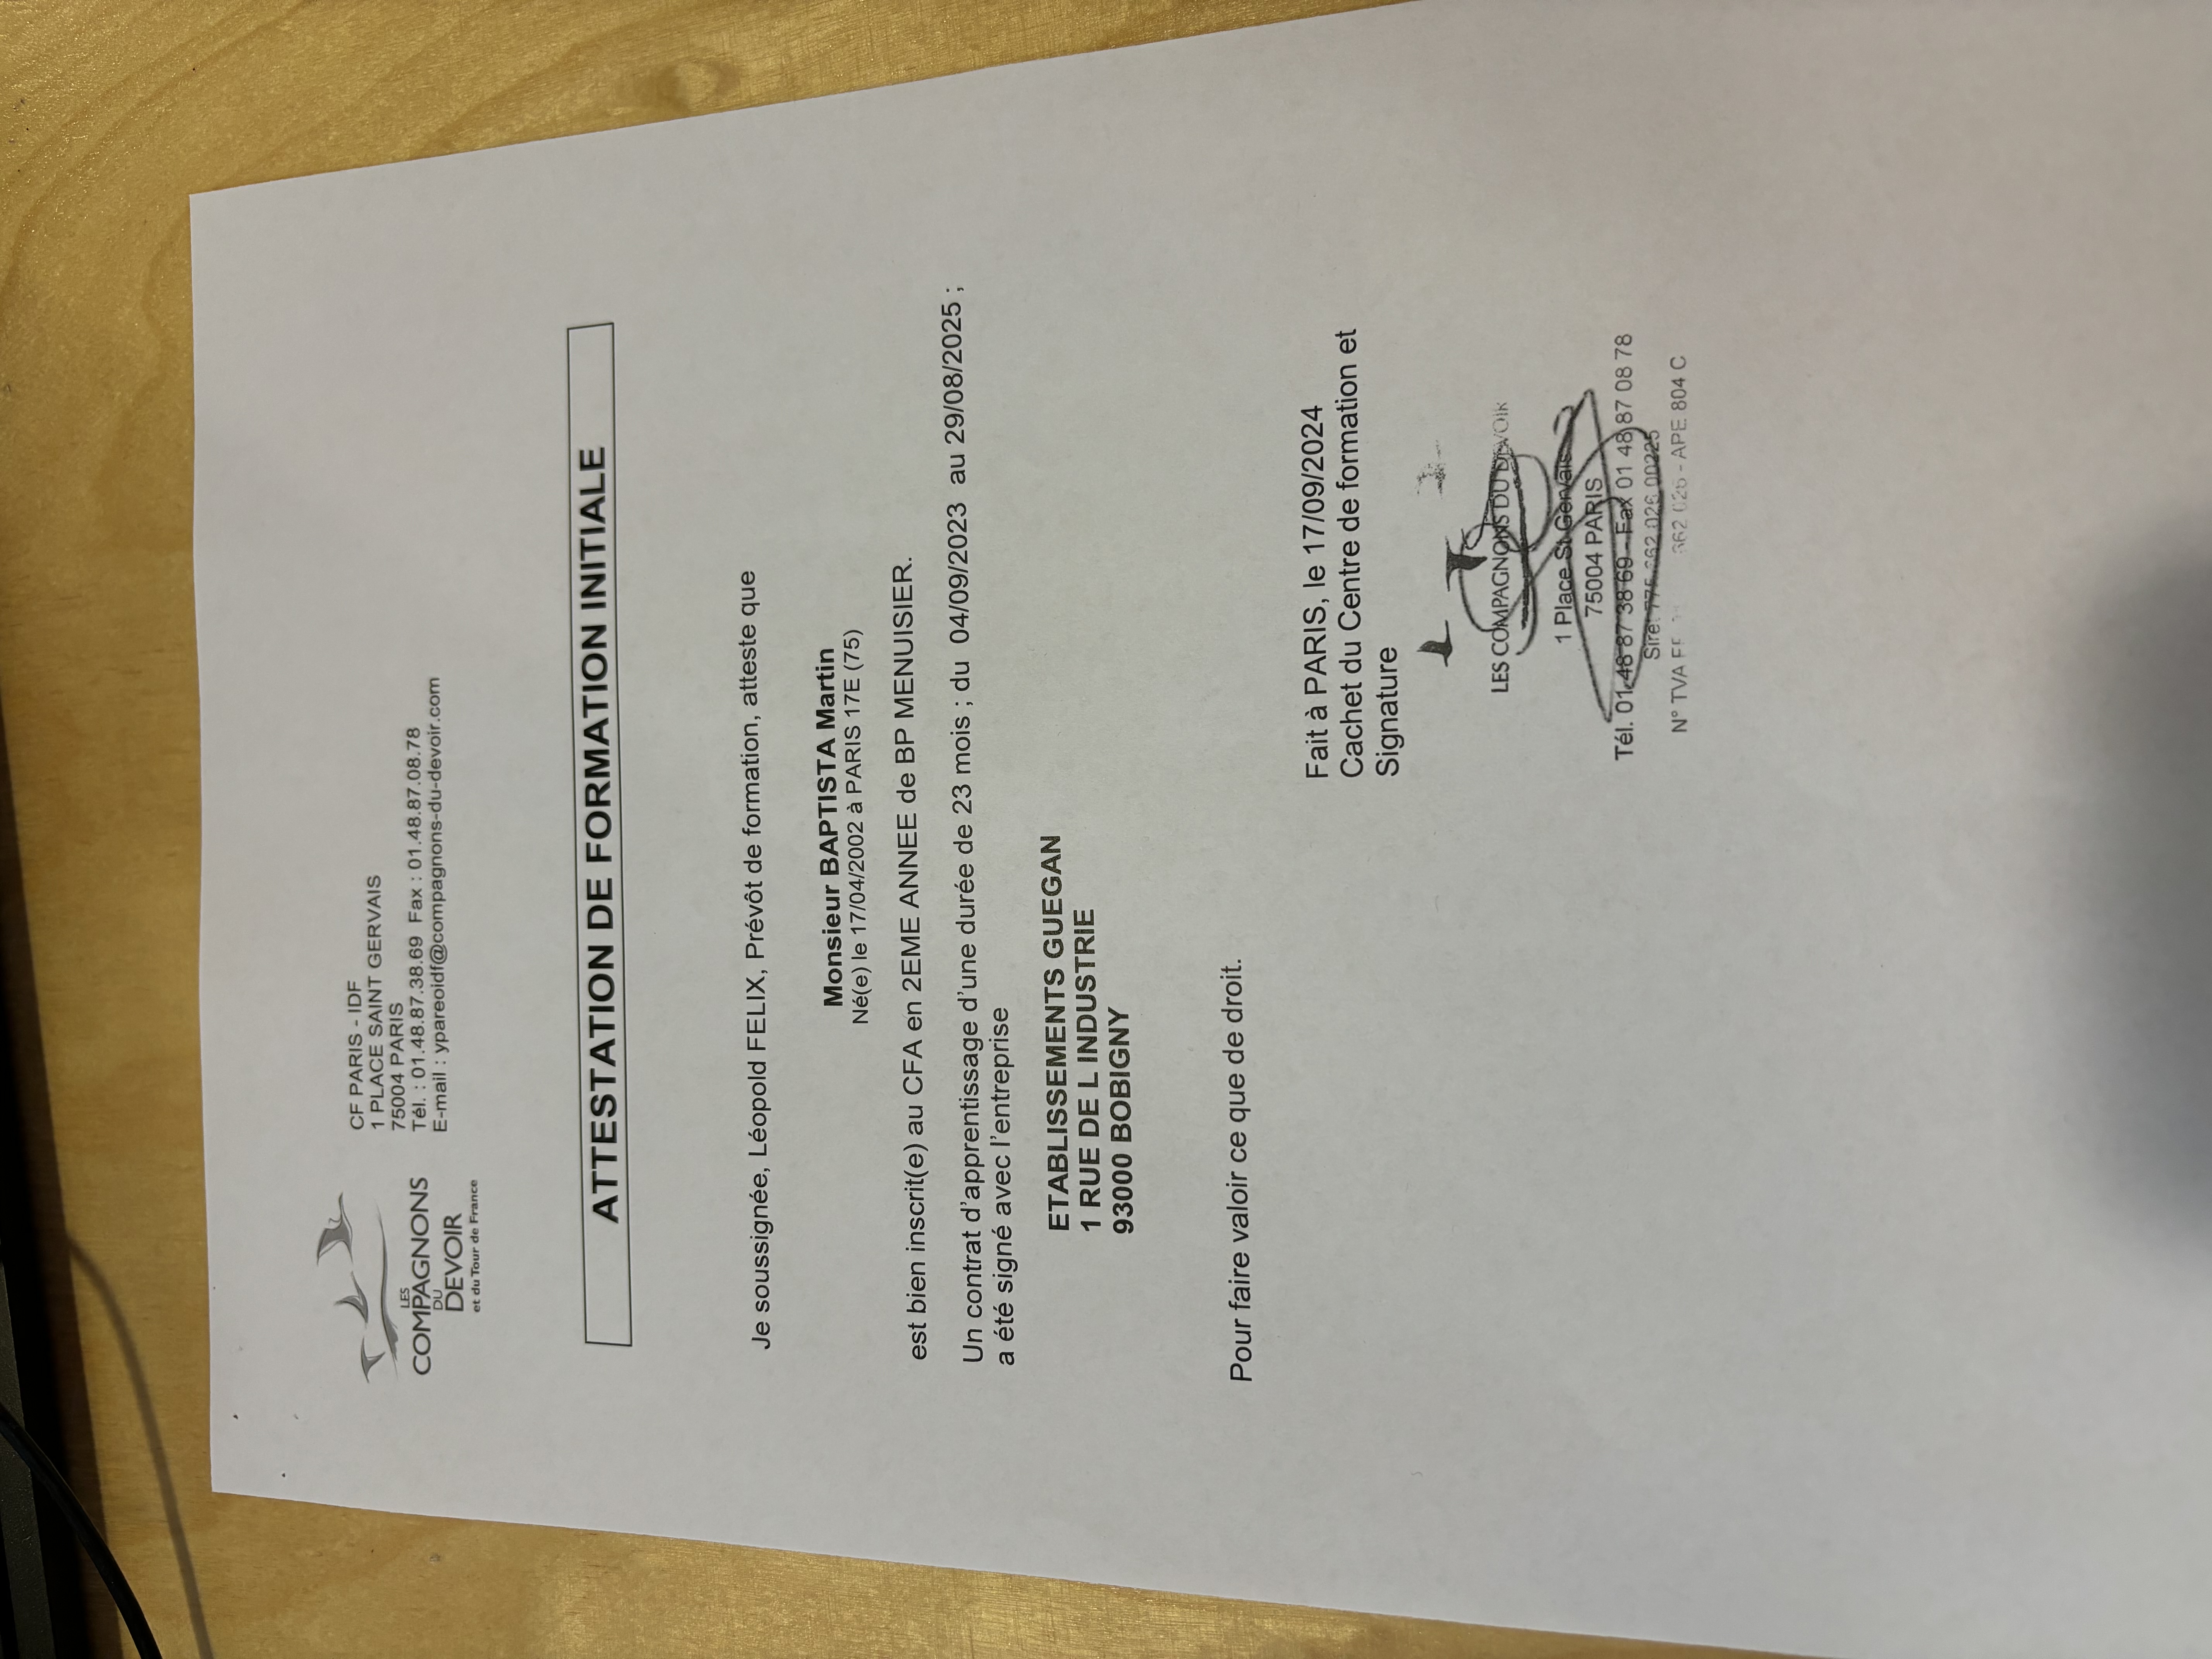 LES
COMPAGNONS
DU
DEVOIR
et du Tour de France
CF PARIS - IDF
1 PLACE SAINT GERVAIS
75004 PARIS
Tél. : 01.48.87.38.69 Fax : 01.48.87.08.78
E-mail : ypareoidf@compagnons-du-devoir.com
ATTESTATION DE FORMATION INITIALE
Je soussignée, Léopold FELIX, Prévôt de formation, atteste que
Monsieur BAPTISTA Martin
Né(e) le 17/04/2002 à PARIS 17E (75)
est bien inscrit(e) au CFA en 2EME ANNEE de BP MENUISIER.
Un contrat d’apprentissage d’une durée de 23 mois ; du 04/09/2023 au 29/08/2025 ;
a été signé avec l’entreprise
ETABLISSEMENTS GUEGAN
1 RUE DE L INDUSTRIE
93000 BOBIGNY
Pour faire valoir ce que de droit.
Fait à PARIS, le 17/09/2024
Cachet du Centre de formation et
Signature
LES COMPAGNONS DU DEVOIR
1 Place St Gervais
75004 PARIS
Tél. 01 48 87 38 69 - Fax 01 48 87 08 78
Siret 026 00225
N° TVA 026 - APE 804 C